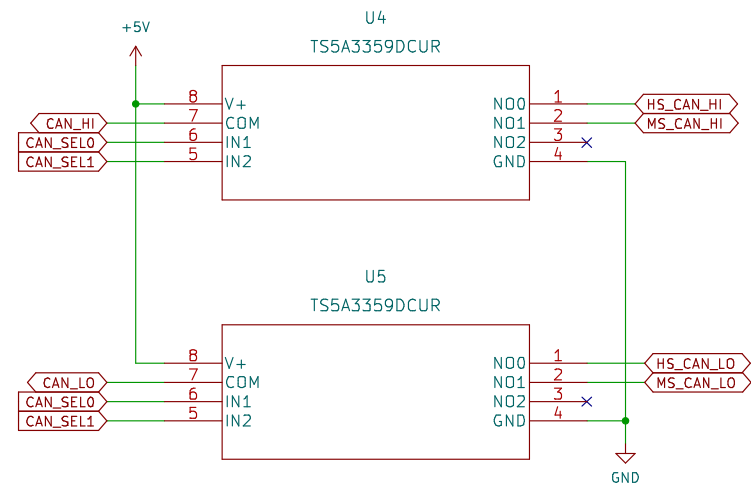 U4
+5V
TS5A3359DCUR
8 V+ NO0 1 HS_CAN_HI
CAN_HI 7 COM NO1 2 MS_CAN_HI
CAN_SEL0 6 IN1 NO2 3
CAN_SEL1 5 IN2 GND 4
U5
TS5A3359DCUR
8 V+ NO0 1 HS_CAN_LO
CAN_LO 7 COM NO1 2 MS_CAN_LO
CAN_SEL0 6 IN1 NO2 3
CAN_SEL1 5 IN2 GND 4
GND